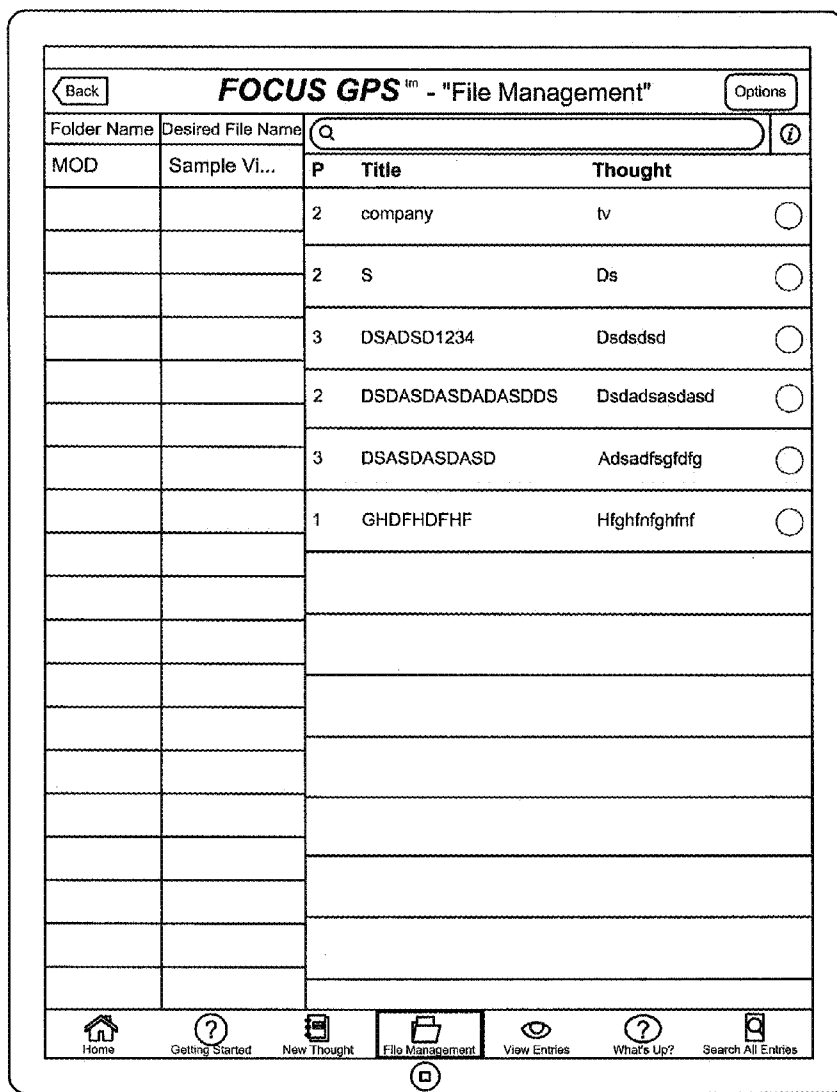 Back FOCUS GPS tm - "File Management" Options
Folder Name Desired File Name
MOD Sample Vi... P Title Thought
2 company tv
2 S Ds
3 DSADSD1234 Dsdsdsd
2 DSDASDASDADASDDS Dsdadsasdasd
3 DSASDASDASD Adsadfsgfdfg
1 GHDFHDFHF Hfghfnfghfnf
Home Getting Started New Thought File Management View Entries What's Up? Search All Entries